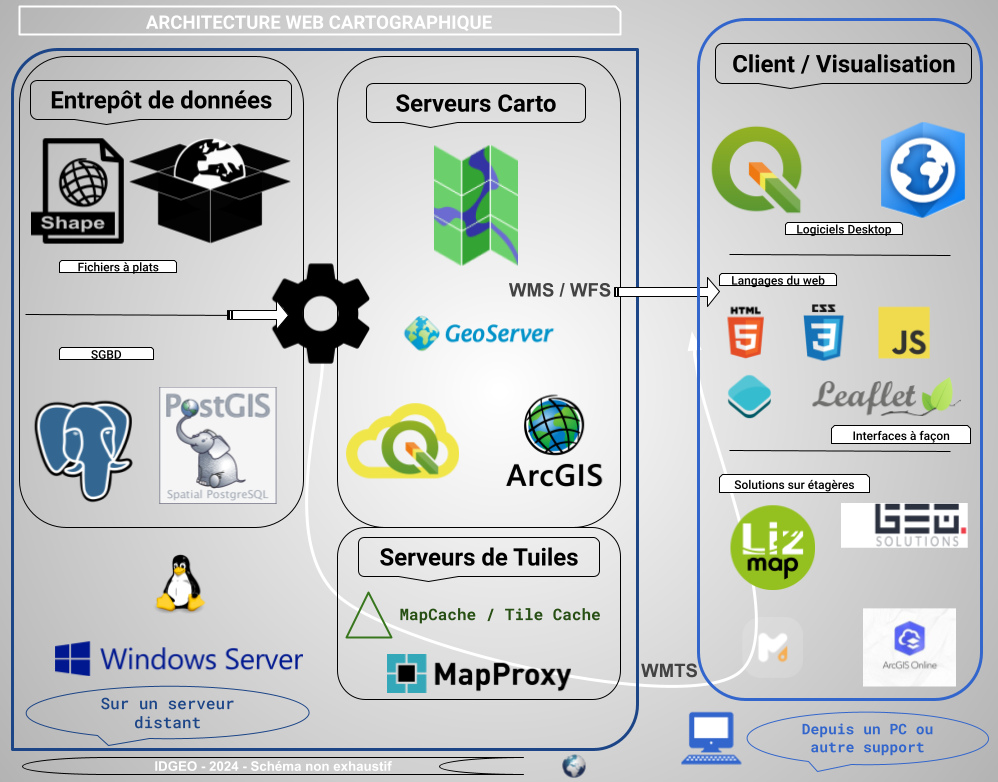 ARCHITECTURE WEB CARTOGRAPHIQUE
Entrepôt de données
Shape
Fichiers à plats
SGBD
PostGIS
Spatial PostgreSQL
Windows Server
Sur un serveur
distant
Serveurs Carto
WMS / WFS
GeoServer
ArcGIS
Serveurs de Tuiles
MapCache / Tile Cache
MapProxy
WMTS
Client / Visualisation
Logiciels Desktop
Langages du web
HTML
5
CSS
3
JS
Leaflet
Interfaces à façon
Solutions sur étagères
Liz
map
GEO.
SOLUTIONS
M
ArcGIS Online
Depuis un PC ou
autre support
IDGEO - 2024 - Schéma non exhaustif